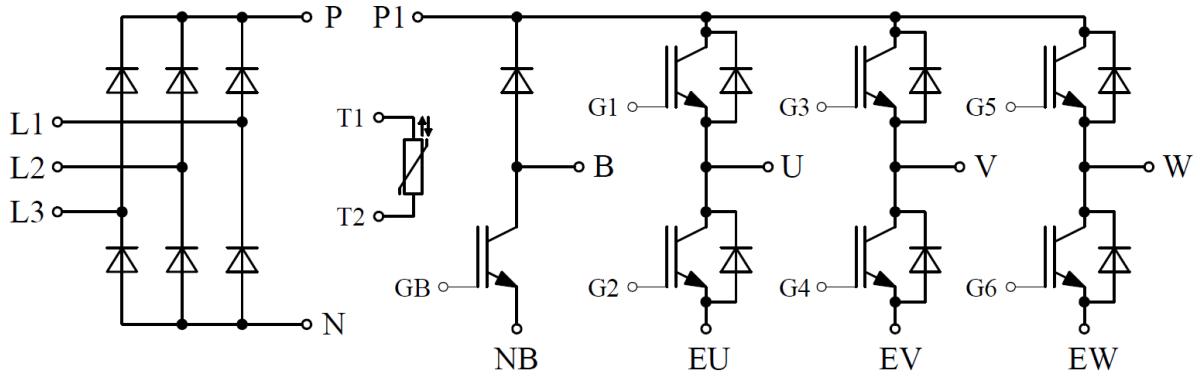 P P1
G1 G3 G5
L1 T1
L2 B U V W
L3 T2
GB G2 G4 G6
N
NB EU EV EW